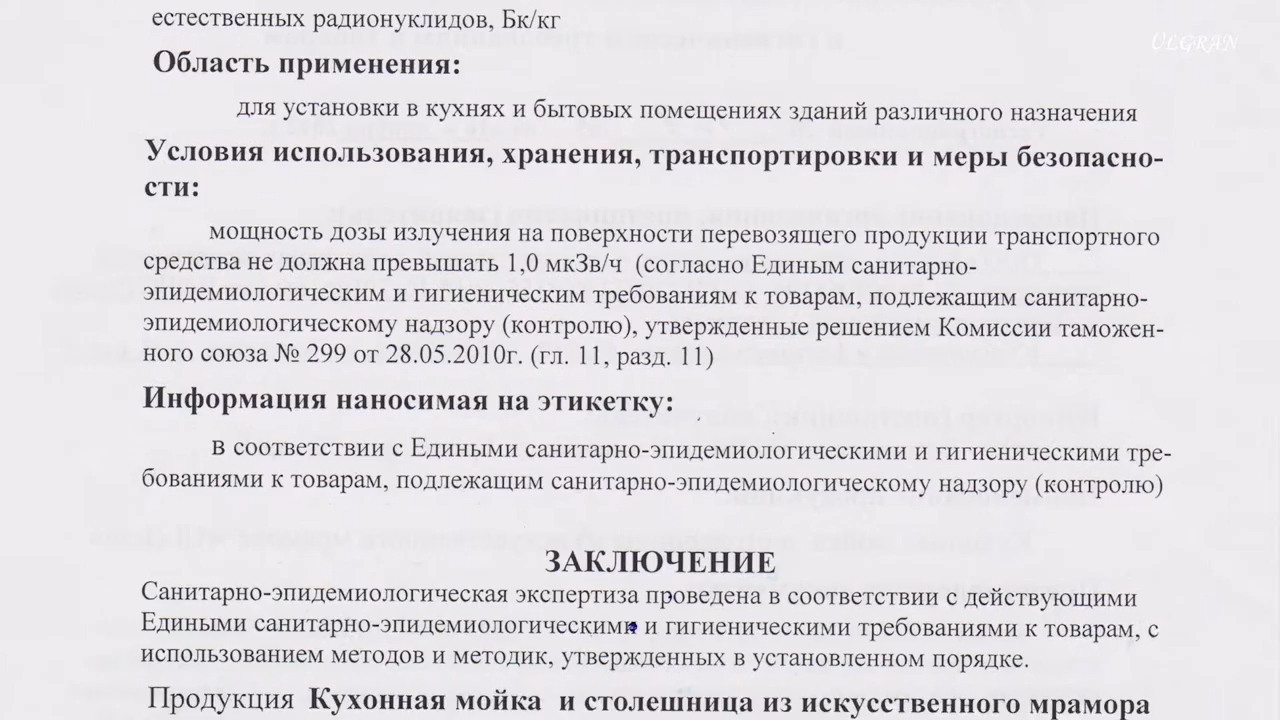 естественных радионуклидов, Бк/кг
ULGRAN
Область применения:
для установки в кухнях и бытовых помещениях зданий различного назначения
Условия использования, хранения, транспортировки и меры безопасно-
сти:
мощность дозы излучения на поверхности перевозящего продукции транспортного
средства не должна превышать 1,0 мкЗв/ч (согласно Единым санитарно-
эпидемиологическим и гигиеническим требованиям к товарам, подлежащим санитарно-
эпидемиологическому надзору (контролю), утвержденные решением Комиссии таможен-
ного союза № 299 от 28.05.2010г. (гл. 11, разд. 11)
Информация наносимая на этикетку:
в соответствии с Едиными санитарно-эпидемиологическими и гигиеническими тре-
бованиями к товарам, подлежащим санитарно-эпидемиологическому надзору (контролю)
ЗАКЛЮЧЕНИЕ
Санитарно-эпидемиологическая экспертиза проведена в соответствии с действующими
Едиными санитарно-эпидемиологическими и гигиеническими требованиями к товарам, с
использованием методов и методик, утвержденных в установленном порядке.
Продукция Кухонная мойка и столешница из искусственного мрамора